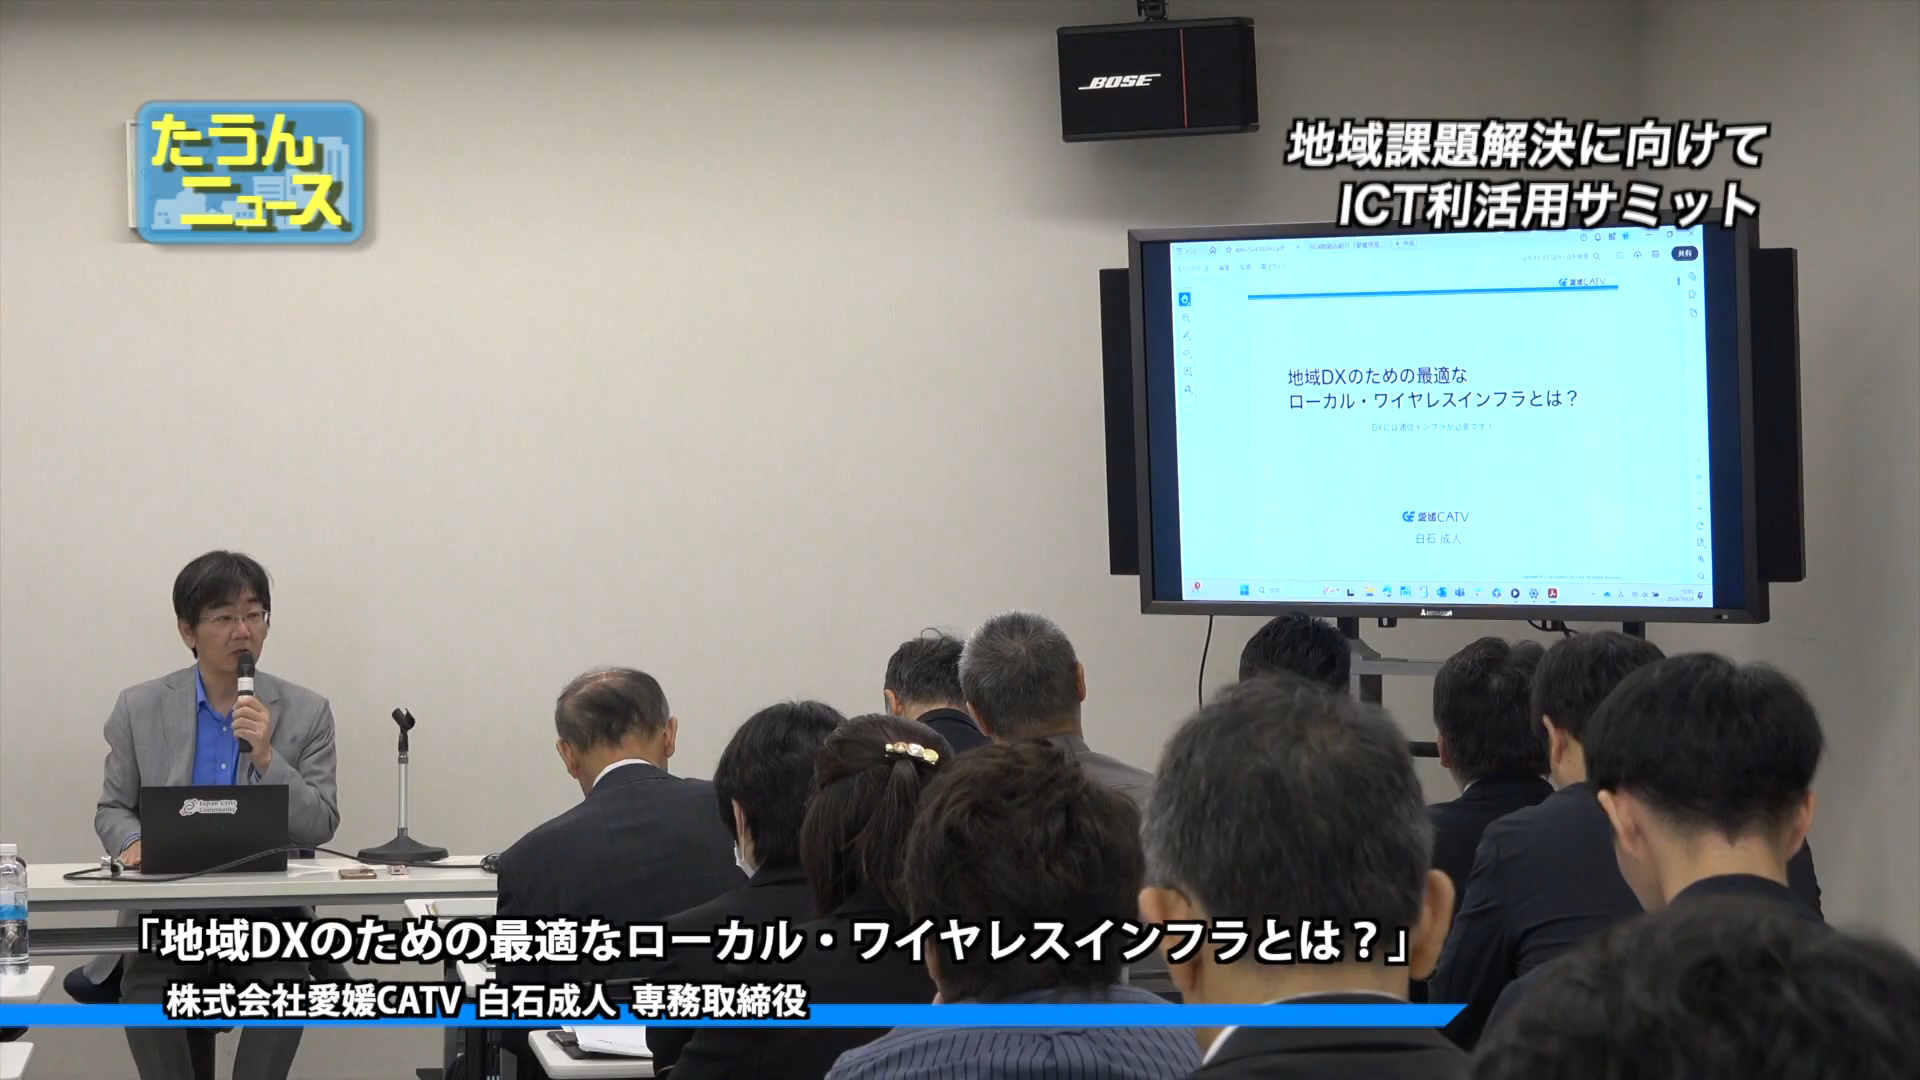 たうん
ニュース
BOSE
地域課題解決に向けて
ICT利活用サミット
共有
愛媛CATV
地域DXのための最適な
ローカル・ワイヤレスインフラとは？
DXには通信インフラが必要です！
愛媛CATV
白石 成人
MITSUBISHI
Japan CDO
Community
「地域DXのための最適なローカル・ワイヤレスインフラとは？」
株式会社愛媛CATV 白石成人 専務取締役